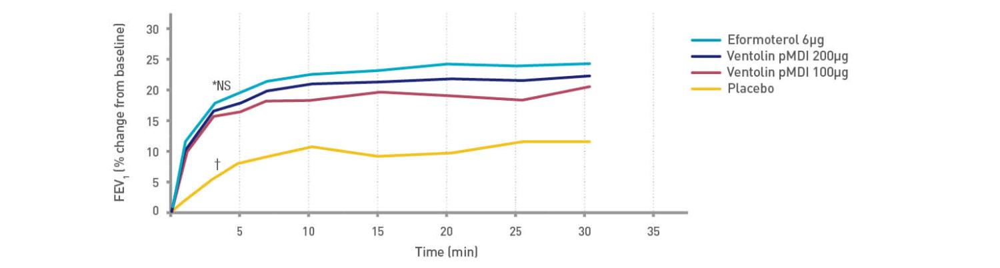 FEV1 (% change from baseline)
30
25
20
15
10
5
0
*NS
†
5 10 15 20 25 30 35
Time (min)
Eformoterol 6µg
Ventolin pMDI 200µg
Ventolin pMDI 100µg
Placebo